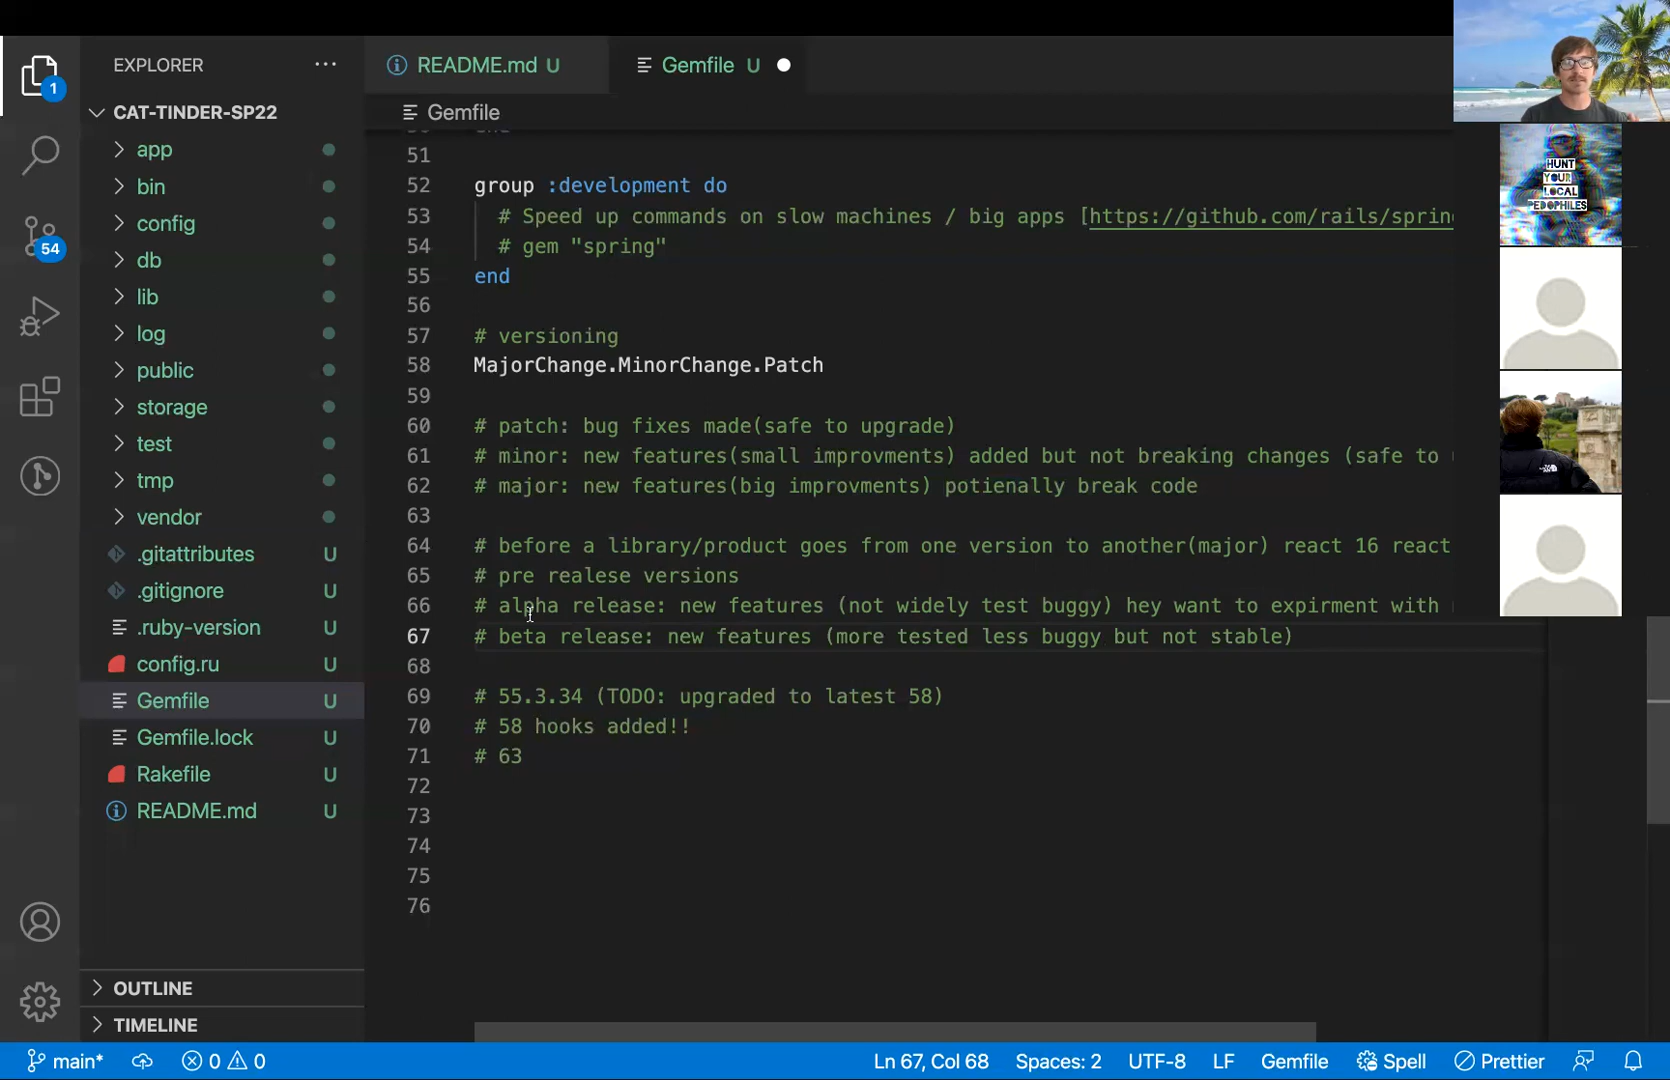 EXPLORER
README.md U
Gemfile U
1
CAT-TINDER-SP22
Gemfile
app
bin
config
db
lib
log
public
storage
test
tmp
vendor
.gitattributes U
.gitignore U
.ruby-version U
config.ru U
Gemfile U
Gemfile.lock U
Rakefile U
README.md U
54
OUTLINE
TIMELINE
51
52 group :development do
53 # Speed up commands on slow machines / big apps [https://github.com/rails/spring
54 # gem "spring"
55 end
56
57 # versioning
58 MajorChange.MinorChange.Patch
59
60 # patch: bug fixes made(safe to upgrade)
61 # minor: new features(small improvments) added but not breaking changes (safe to
62 # major: new features(big improvments) potienally break code
63
64 # before a library/product goes from one version to another(major) react 16 react
65 # pre realese versions
66 # alpha release: new features (not widely test buggy) hey want to expirment with
67 # beta release: new features (more tested less buggy but not stable)
68
69 # 55.3.34 (TODO: upgraded to latest 58)
70 # 58 hooks added!!
71 # 63
72
73
74
75
76
HUNT
YOUR
LOCAL
PEDOPHILES
main* 0 0 Ln 67, Col 68 Spaces: 2 UTF-8 LF Gemfile Spell Prettier